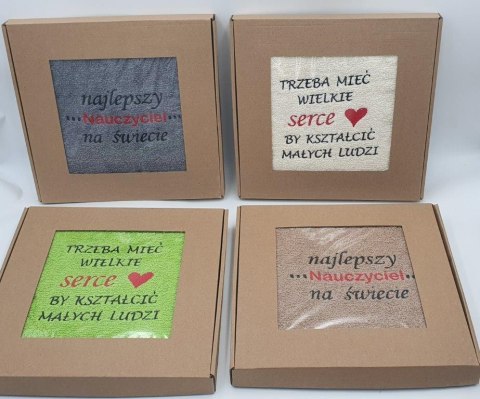 najlepszy
...Nauczyciel...
na świecie
TRZEBA MIEĆ
WIELKIE
serce
BY KSZTAŁCIĆ
MAŁYCH LUDZI
TRZEBA MIEĆ
WIELKIE
serce
BY KSZTAŁCIĆ
MAŁYCH LUDZI
najlepszy
...Nauczyciel...
na świecie